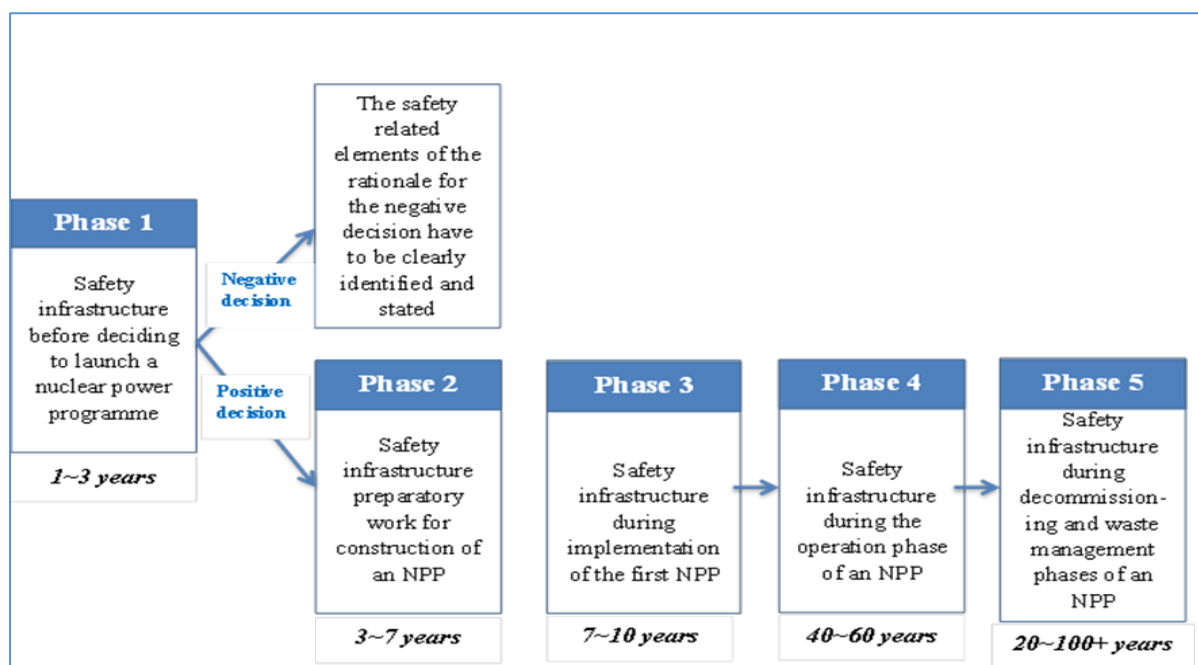 Phase 1
Safety
infrastructure
before deciding
to launch a
nuclear power
programme
1~3 years
Negative
decision
The safety
related
elements of the
rationale for
the negative
decision have
to be clearly
identified and
stated
Positive
decision
Phase 2
Safety
infrastructure
preparatory
work for
construction of
an NPP
3~7 years
Phase 3
Safety
infrastructure
during
implementation
of the first NPP
7~10 years
Phase 4
Safety
infrastructure
during the
operation phase
of an NPP
40~60 years
Phase 5
Safety
infrastructure
during
decommission-
ing and waste
management
phases of an
NPP
20~100+ years